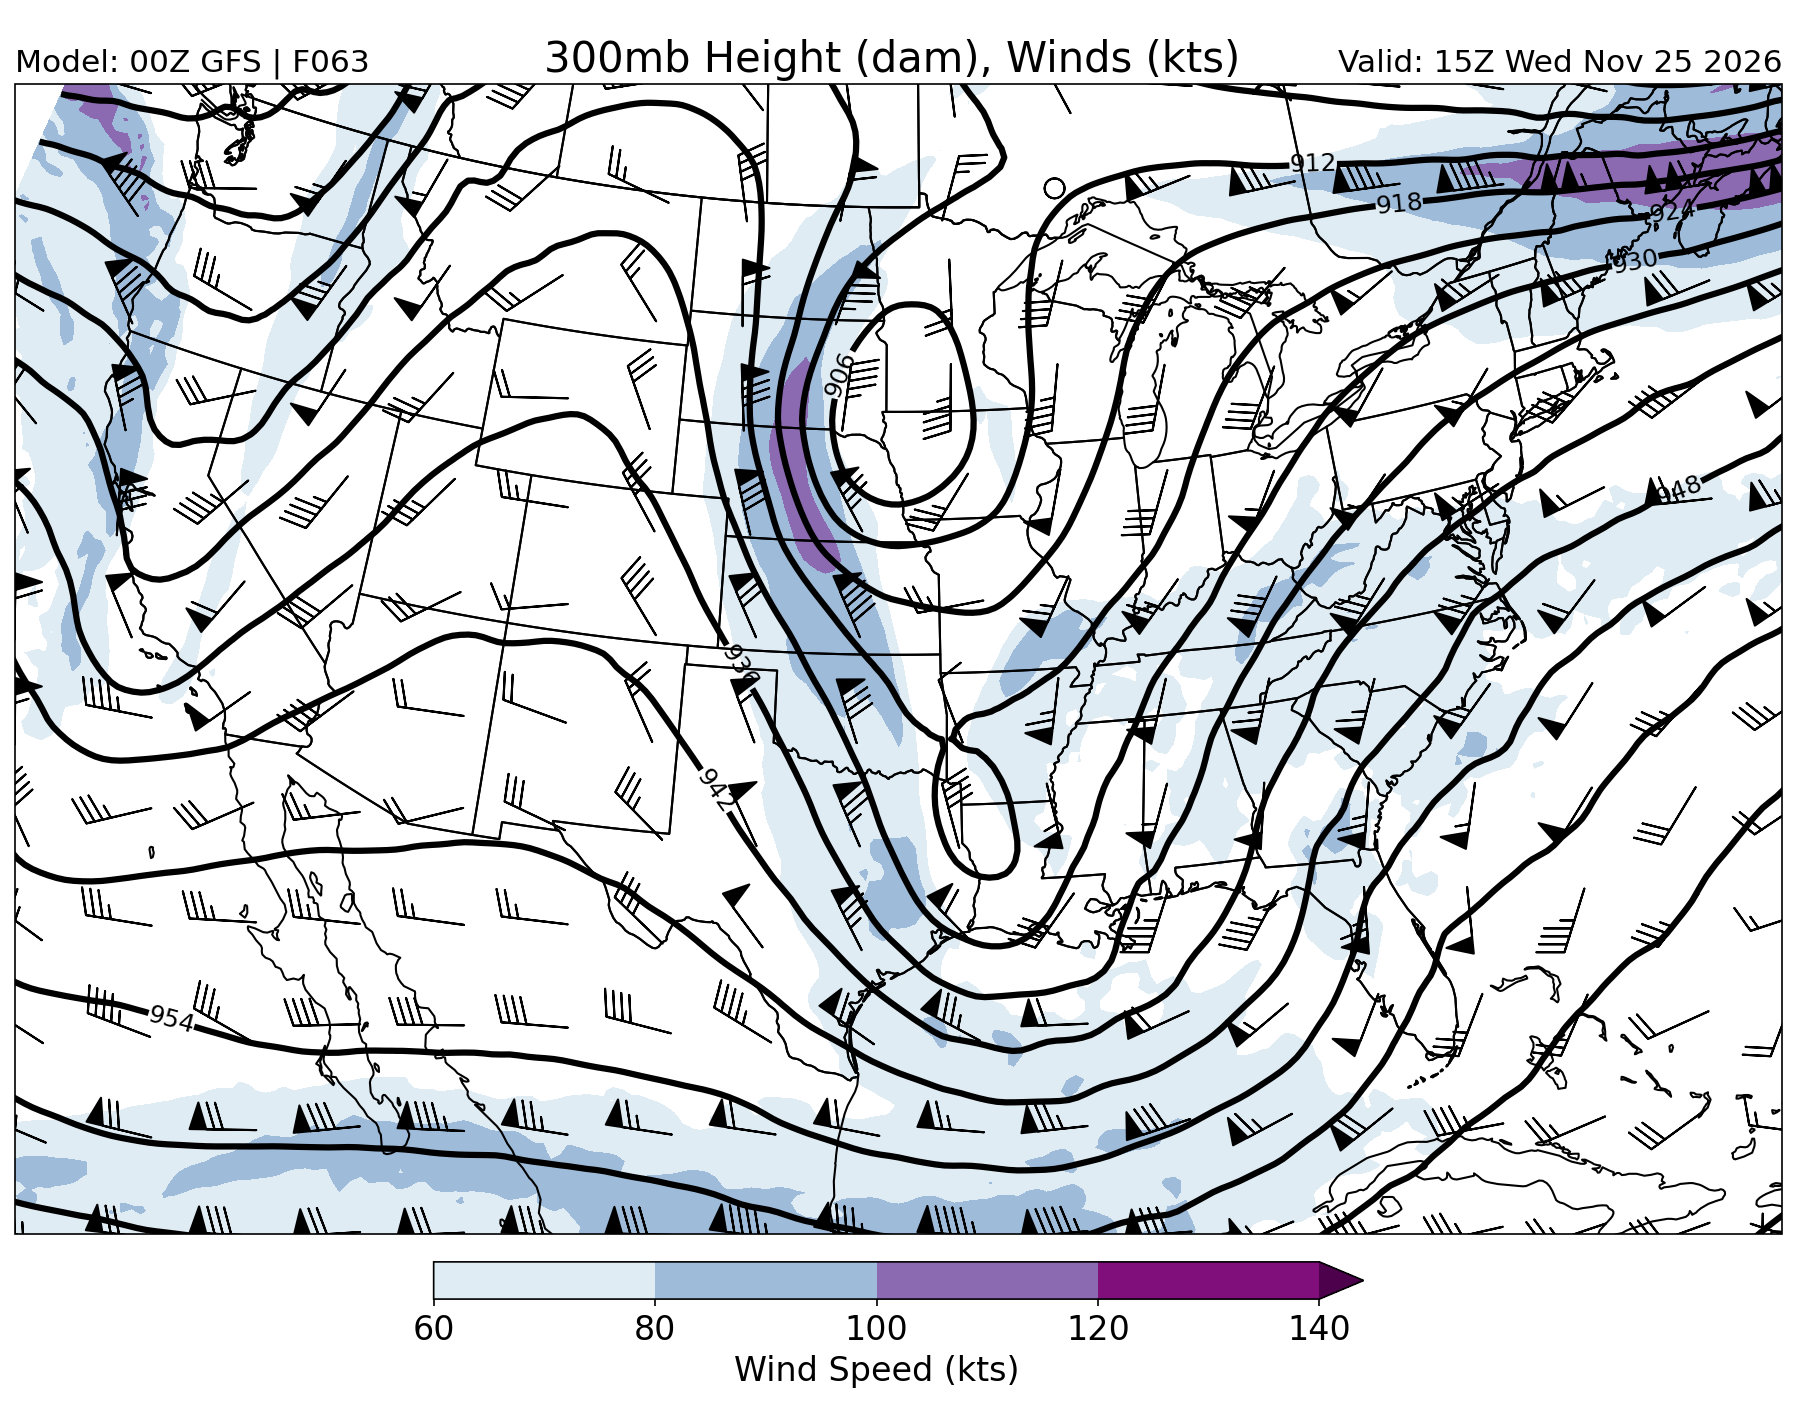 Model: 00Z GFS | F063
300mb Height (dam), Winds (kts)
Valid: 15Z Wed Nov 25 2026
912
918
924
930
906
948
936
942
954
60 80 100 120 140
Wind Speed (kts)